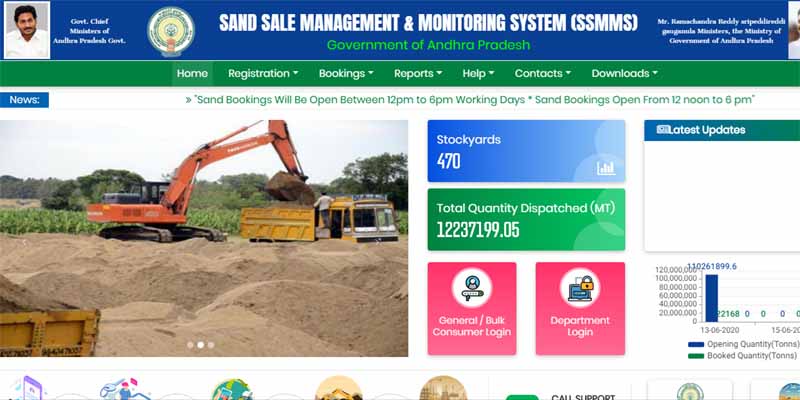 Govt. Chief
Ministers of
Andhra Pradesh Govt.
SAND SALE MANAGEMENT & MONITORING SYSTEM (SSMMS)
Government of Andhra Pradesh
Mr. Ramachandra Reddy aripeddireddi
gaugamula Ministers, the Ministry of
Government of Andhra Pradesh
Home Registration Bookings Reports Help Contacts Downloads
News:
» "Sand Bookings Will Be Open Between 12pm to 6pm Working Days * Sand Bookings Open From 12 noon to 6 pm"
Stockyards
470
Total Quantity Dispatched (MT)
12237199.05
General / Bulk
Consumer Login
Department
Login
Latest Updates
110261899.6
120,000,000
100,000,000
80,000,000
60,000,000
40,000,000
20,000,000
0
22168 0 0 0
13-06-2020 15-06-20
Opening Quantity(Tonns)
Booked Quantity(Tonns)
CALL SUPPORT